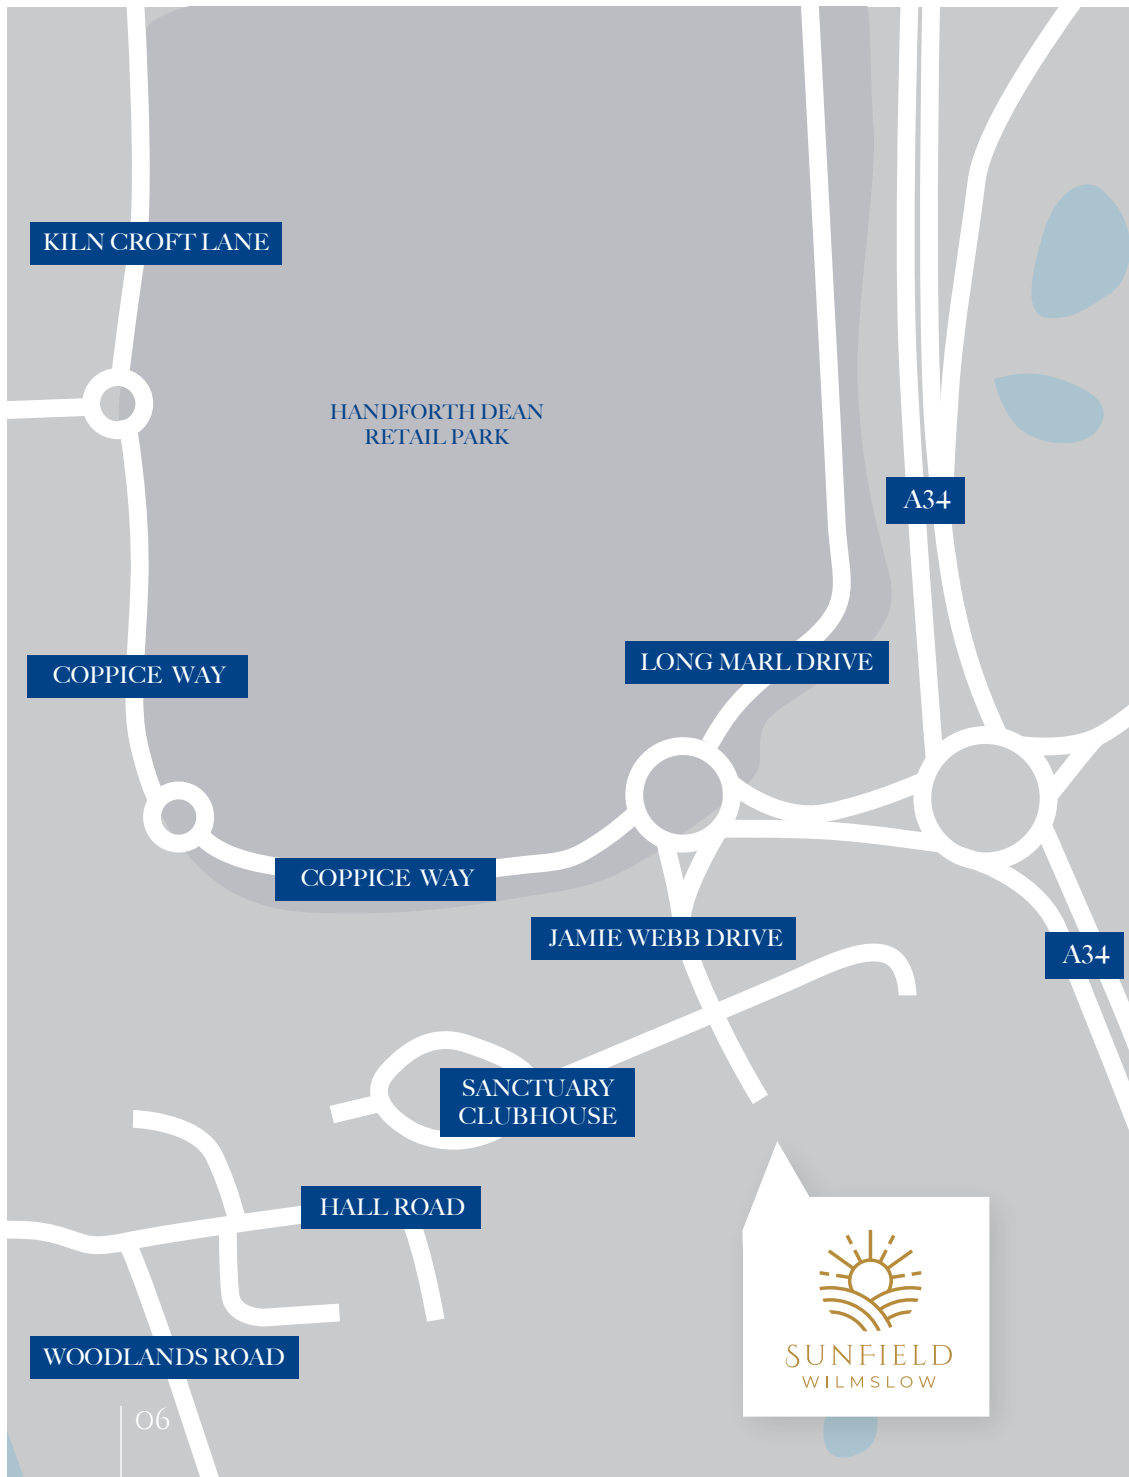 KILN CROFT LANE
HANDFORTH DEAN
RETAIL PARK
A34
LONG MARL DRIVE
COPPICE WAY
COPPICE WAY
JAMIE WEBB DRIVE
A34
SANCTUARY
CLUBHOUSE
HALL ROAD
WOODLANDS ROAD
SUNFIELD
WILMSLOW
06